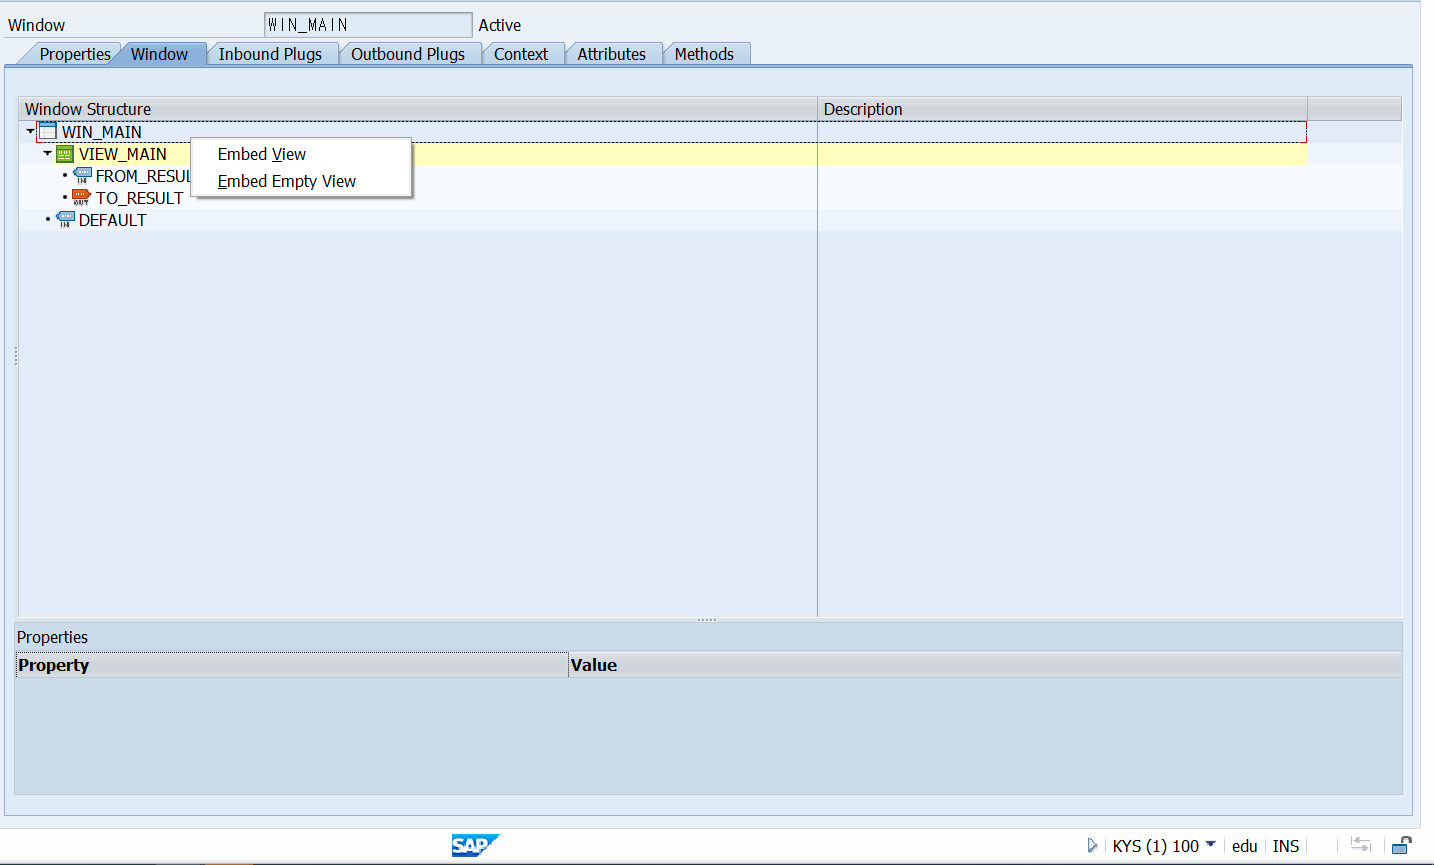 Window WIN_MAIN Active
Properties Window Inbound Plugs Outbound Plugs Context Attributes Methods
Window Structure Description
WIN_MAIN
VIEW_MAIN
Embed View
FROM_RESUL
Embed Empty View
TO_RESULT
DEFAULT
Properties
Property Value
SAP KYS (1) 100 edu INS